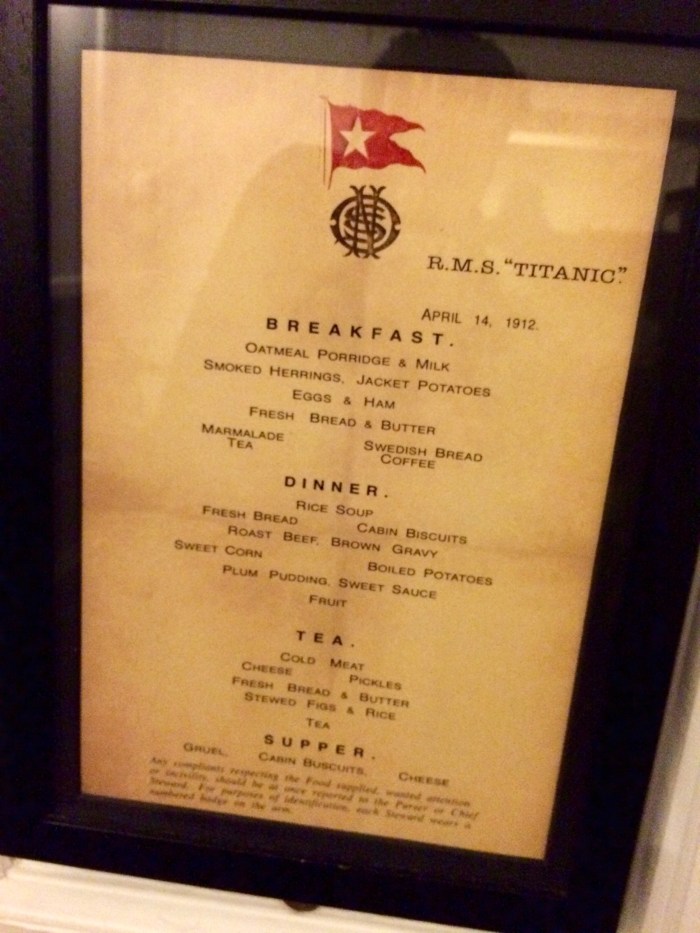 R.M.S. "TITANIC."
APRIL 14, 1912.
BREAKFAST.
OATMEAL PORRIDGE & MILK
SMOKED HERRINGS, JACKET POTATOES
EGGS & HAM
FRESH BREAD & BUTTER
MARMALADE SWEDISH BREAD
TEA COFFEE
DINNER.
RICE SOUP
FRESH BREAD CABIN BISCUITS
ROAST BEEF, BROWN GRAVY
SWEET CORN BOILED POTATOES
PLUM PUDDING, SWEET SAUCE
FRUIT
TEA.
COLD MEAT
CHEESE PICKLES
FRESH BREAD & BUTTER
STEWED FIGS & RICE
TEA
SUPPER.
GRUEL, CABIN BUSCUITS, CHEESE
Any complaints respecting the Food supplied, wanted attention
or incivility, should be at once reported to the Purser or Chief
Steward. For purposes of identification, each Steward wears a
numbered badge on the arm.